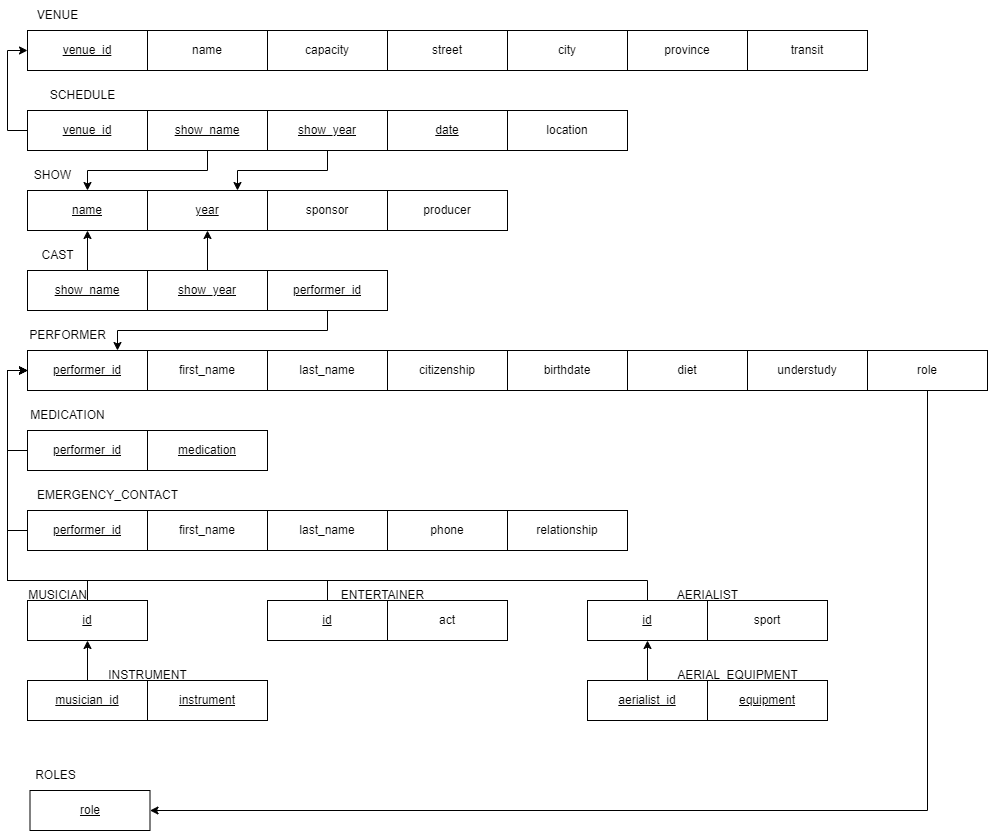 VENUE
venue_id name capacity street city province transit
SCHEDULE
venue_id show_name show_year date location
SHOW
name year sponsor producer
CAST
show_name show_year performer_id
PERFORMER
performer_id first_name last_name citizenship birthdate diet understudy role
MEDICATION
performer_id medication
EMERGENCY_CONTACT
performer_id first_name last_name phone relationship
MUSICIAN ENTERTAINER AERIALIST
id id act id sport
INSTRUMENT AERIAL_EQUIPMENT
musician_id instrument aerialist_id equipment
ROLES
role